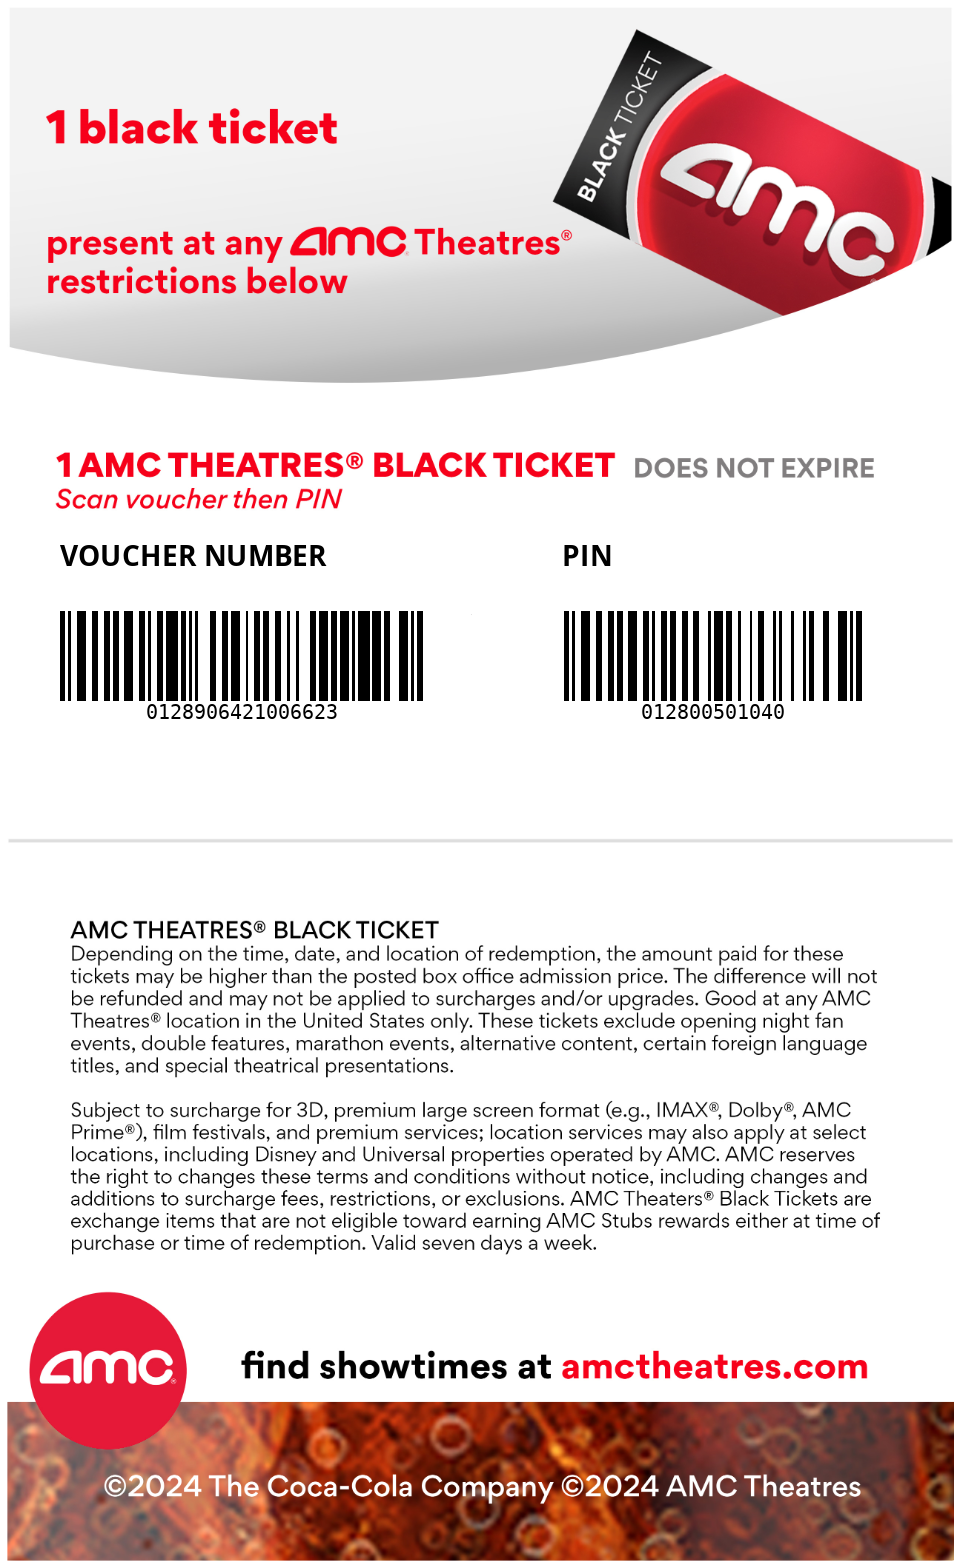 BLACK TICKET
amc
1 black ticket
present at any amc Theatres®
restrictions below
1 AMC THEATRES® BLACK TICKET DOES NOT EXPIRE
Scan voucher then PIN
VOUCHER NUMBER PIN
0128906421006623 012800501040
AMC THEATRES® BLACK TICKET
Depending on the time, date, and location of redemption, the amount paid for these
tickets may be higher than the posted box office admission price. The difference will not
be refunded and may not be applied to surcharges and/or upgrades. Good at any AMC
Theatres® location in the United States only. These tickets exclude opening night fan
events, double features, marathon events, alternative content, certain foreign language
titles, and special theatrical presentations.
Subject to surcharge for 3D, premium large screen format (e.g., IMAX®, Dolby®, AMC
Prime®), film festivals, and premium services; location services may also apply at select
locations, including Disney and Universal properties operated by AMC. AMC reserves
the right to changes these terms and conditions without notice, including changes and
additions to surcharge fees, restrictions, or exclusions. AMC Theaters® Black Tickets are
exchange items that are not eligible toward earning AMC Stubs rewards either at time of
purchase or time of redemption. Valid seven days a week.
amc®
find showtimes at amctheatres.com
©2024 The Coca-Cola Company ©2024 AMC Theatres